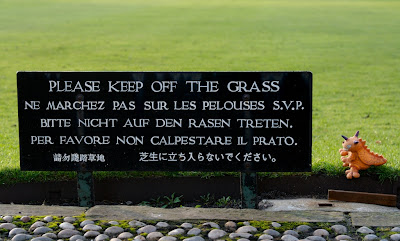 PLEASE KEEP OFF THE GRASS
NE MARCHEZ PAS SUR LES PELOUSES S.V.P.
BITTE NICHT AUF DEN RASEN TRETEN.
PER FAVORE NON CALPESTARE IL PRATO.
請勿踐踏草地 芝生に立ち入らないでください。